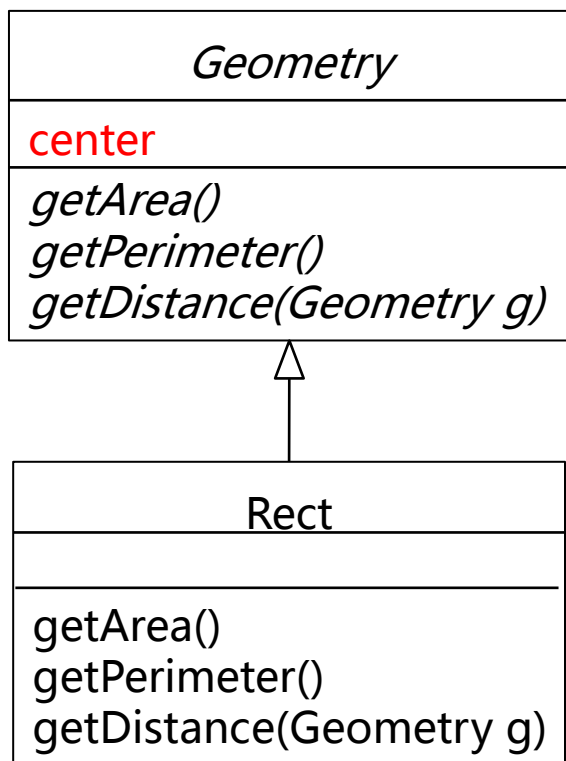 Geometry
center
getArea()
getPerimeter()
getDistance(Geometry g)
Rect
getArea()
getPerimeter()
getDistance(Geometry g)